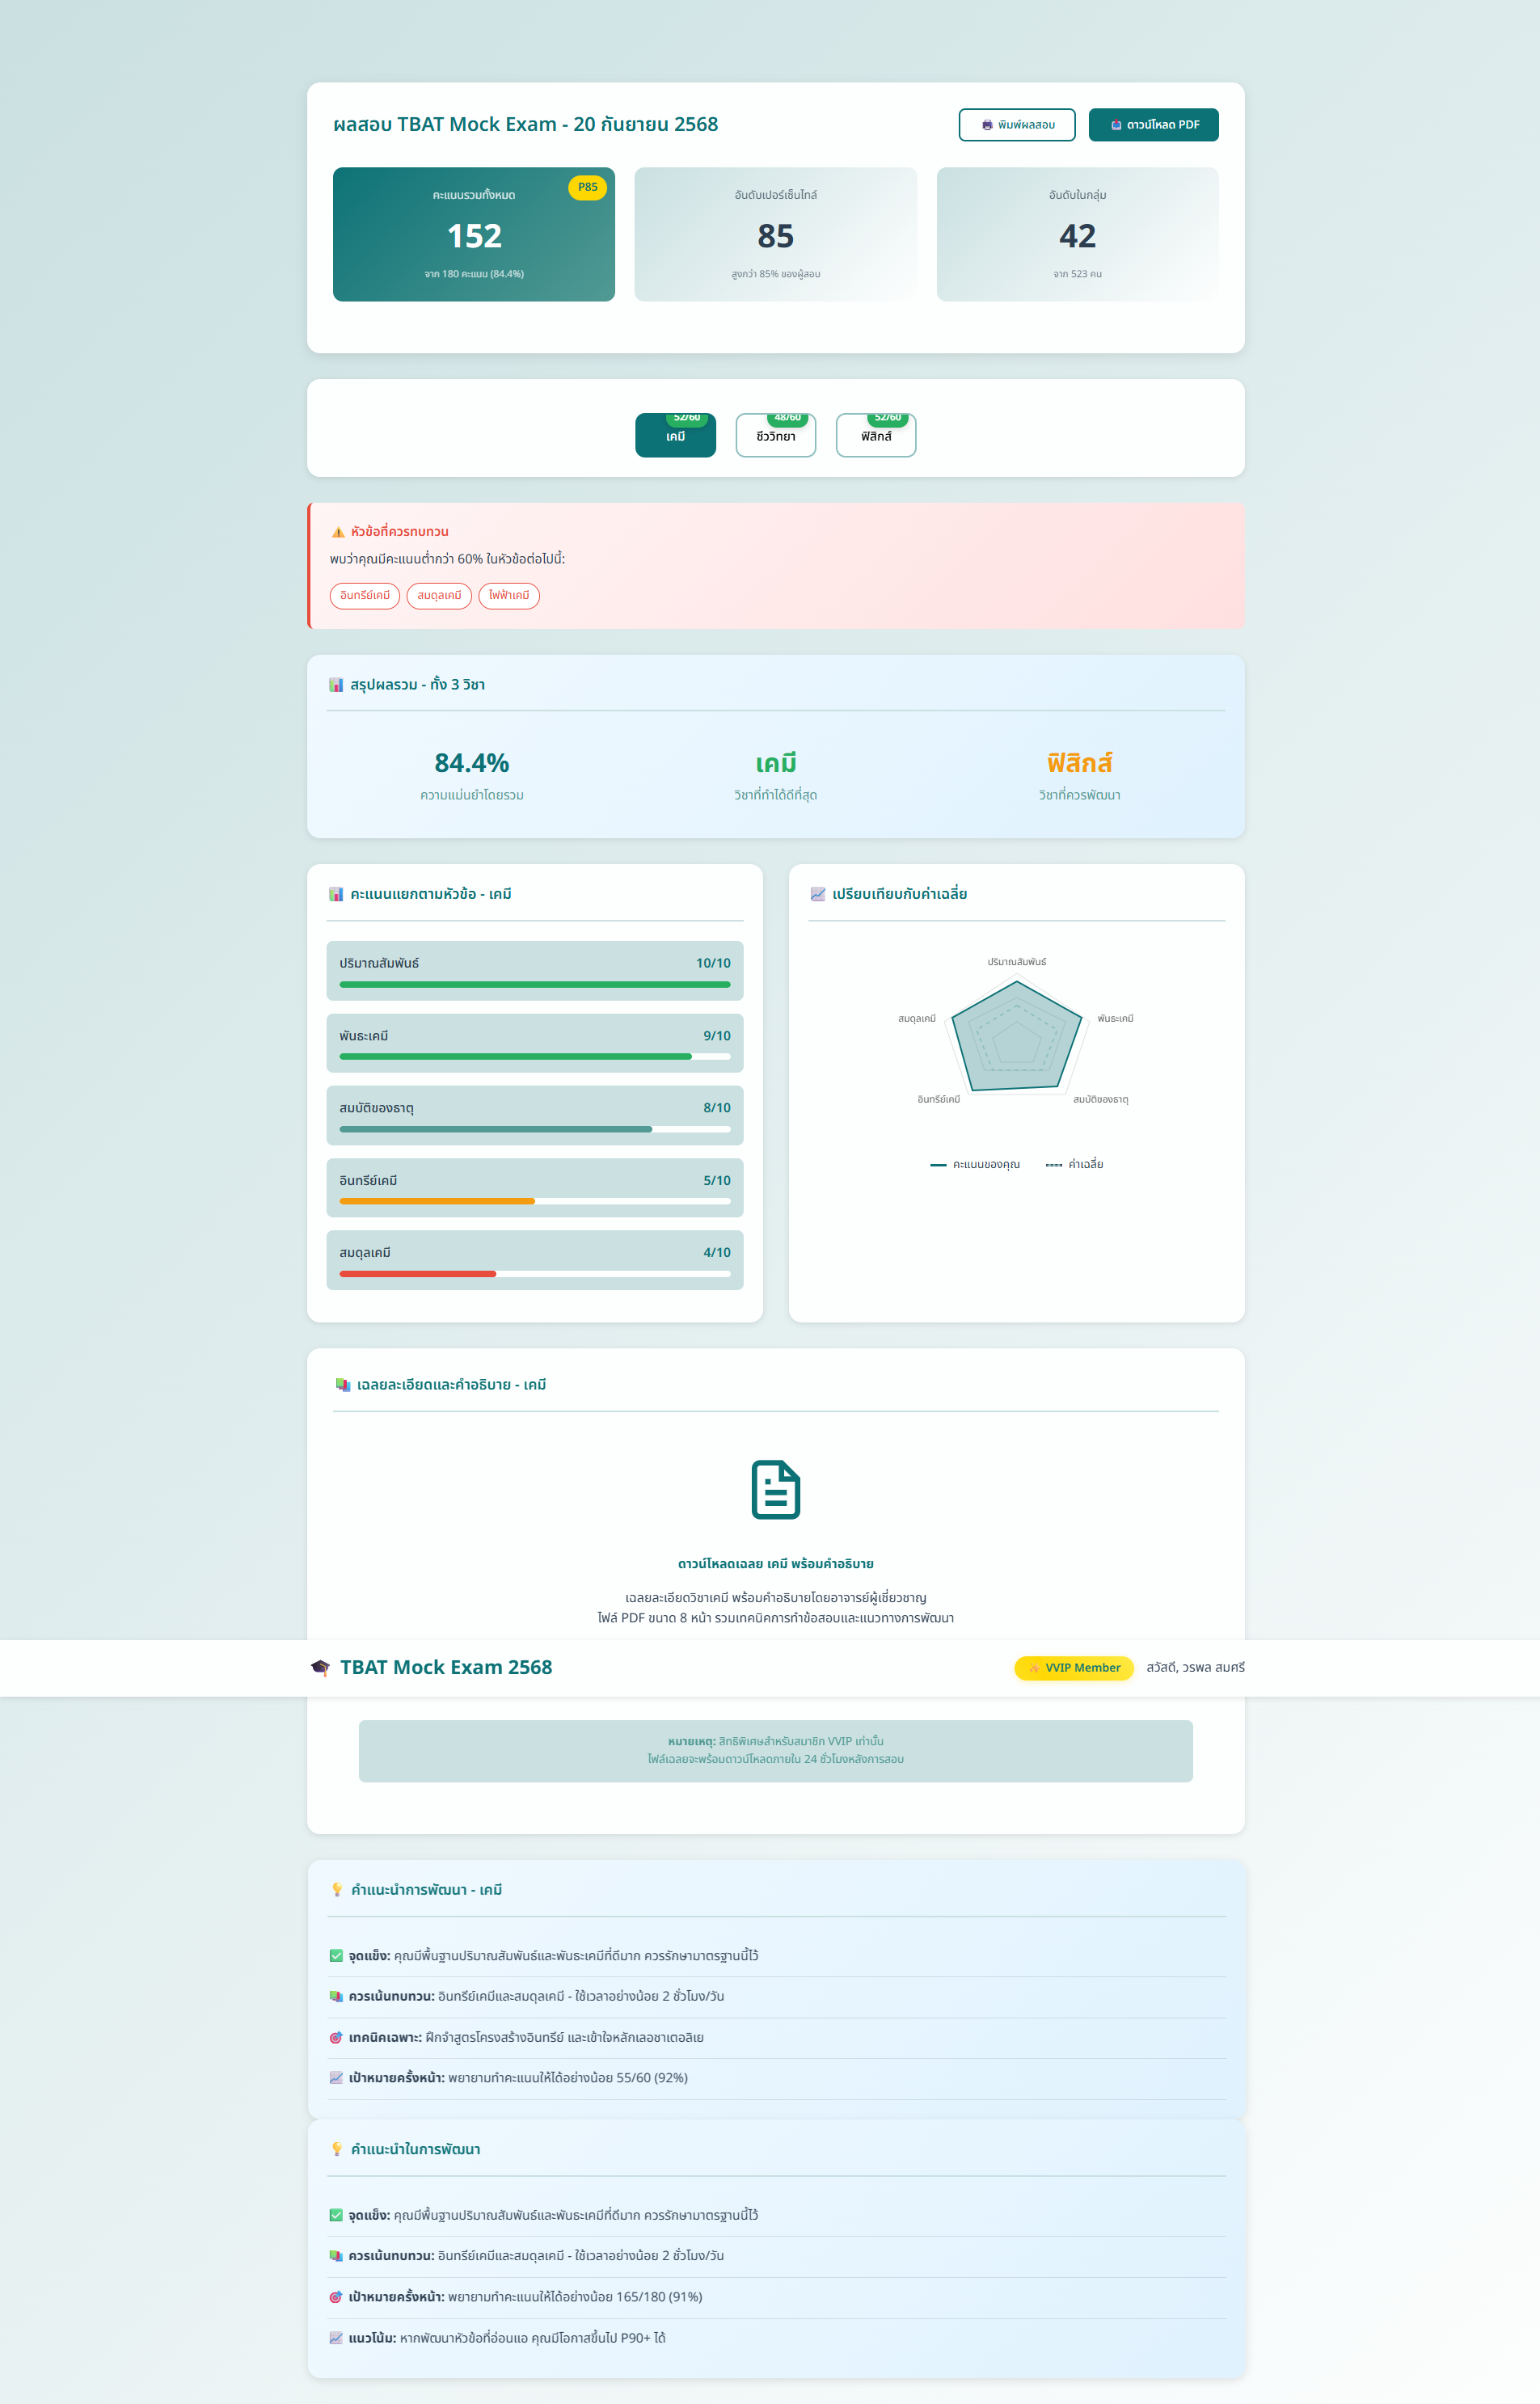 ผลสอบ TBAT Mock Exam - 20 กันยายน 2568
พิมพ์ผลสอบ
ดาวน์โหลด PDF
คะแนนรวมทั้งหมด
P85
152
จาก 180 คะแนน (84.4%)
อันดับเปอร์เซ็นไทล์
85
สูงกว่า 85% ของผู้สอบ
อันดับในกลุ่ม
42
จาก 523 คน
52/60
เคมี
48/60
ชีววิทยา
52/60
ฟิสิกส์
หัวข้อที่ควรทบทวน
พบว่าคุณมีคะแนนต่ำกว่า 60% ในหัวข้อต่อไปนี้:
อินทรีย์เคมี
สมดุลเคมี
ไฟฟ้าเคมี
สรุปผลรวม - ทั้ง 3 วิชา
84.4%
ความแม่นยำโดยรวม
เคมี
วิชาที่ทำได้ดีที่สุด
ฟิสิกส์
วิชาที่ควรพัฒนา
คะแนนแยกตามหัวข้อ - เคมี
ปริมาณสัมพันธ์ 10/10
พันธะเคมี 9/10
สมบัติของธาตุ 8/10
อินทรีย์เคมี 5/10
สมดุลเคมี 4/10
เปรียบเทียบกับค่าเฉลี่ย
ปริมาณสัมพันธ์
สมดุลเคมี
พันธะเคมี
อินทรีย์เคมี
สมบัติของธาตุ
คะแนนของคุณ
ค่าเฉลี่ย
เฉลยละเอียดและคำอธิบาย - เคมี
ดาวน์โหลดเฉลย เคมี พร้อมคำอธิบาย
เฉลยละเอียดวิชาเคมี พร้อมคำอธิบายโดยอาจารย์ผู้เชี่ยวชาญ
ไฟล์ PDF ขนาด 8 หน้า รวมเทคนิคการทำข้อสอบและแนวทางการพัฒนา
TBAT Mock Exam 2568
VVIP Member
สวัสดี, วรพล สมศรี
หมายเหตุ: สิทธิพิเศษสำหรับสมาชิก VVIP เท่านั้น
ไฟล์เฉลยจะพร้อมดาวน์โหลดภายใน 24 ชั่วโมงหลังการสอบ
คำแนะนำการพัฒนา - เคมี
จุดแข็ง: คุณมีพื้นฐานปริมาณสัมพันธ์และพันธะเคมีที่ดีมาก ควรรักษามาตรฐานนี้ไว้
ควรเน้นทบทวน: อินทรีย์เคมีและสมดุลเคมี - ใช้เวลาอย่างน้อย 2 ชั่วโมง/วัน
เทคนิคเฉพาะ: ฝึกจำสูตรโครงสร้างอินทรีย์ และเข้าใจหลักเลอชาเตอลิเย
เป้าหมายครั้งหน้า: พยายามทำคะแนนให้ได้อย่างน้อย 55/60 (92%)
คำแนะนำในการพัฒนา
จุดแข็ง: คุณมีพื้นฐานปริมาณสัมพันธ์และพันธะเคมีที่ดีมาก ควรรักษามาตรฐานนี้ไว้
ควรเน้นทบทวน: อินทรีย์เคมีและสมดุลเคมี - ใช้เวลาอย่างน้อย 2 ชั่วโมง/วัน
เป้าหมายครั้งหน้า: พยายามทำคะแนนให้ได้อย่างน้อย 165/180 (91%)
แนวโน้ม: หากพัฒนาหัวข้อที่อ่อนแอ คุณมีโอกาสขึ้นไป P90+ ได้